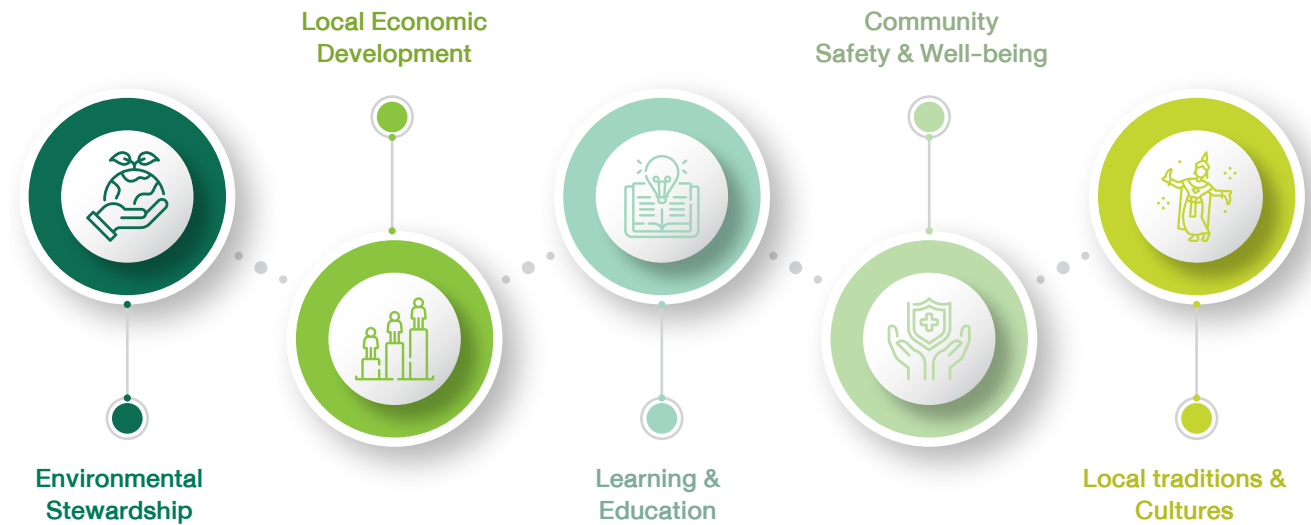 Local Economic
Development
Community
Safety & Well-being
Environmental
Stewardship
Learning &
Education
Local traditions &
Cultures